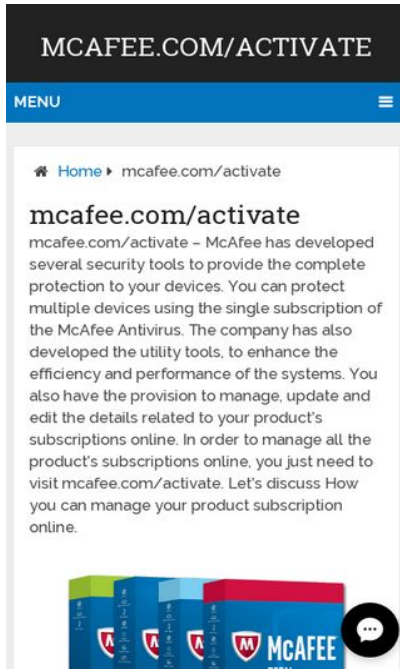 MCAFEE.COM/ACTIVATE
MENU
Home mcafee.com/activate
mcafee.com/activate
mcafee.com/activate – McAfee has developed
several security tools to provide the complete
protection to your devices. You can protect
multiple devices using the single subscription of
the McAfee Antivirus. The company has also
developed the utility tools, to enhance the
efficiency and performance of the systems. You
also have the provision to manage, update and
edit the details related to your product's
subscriptions online. In order to manage all the
product's subscriptions online, you just need to
visit mcafee.com/activate. Let's discuss How
you can manage your product subscription
online.
McAFEE